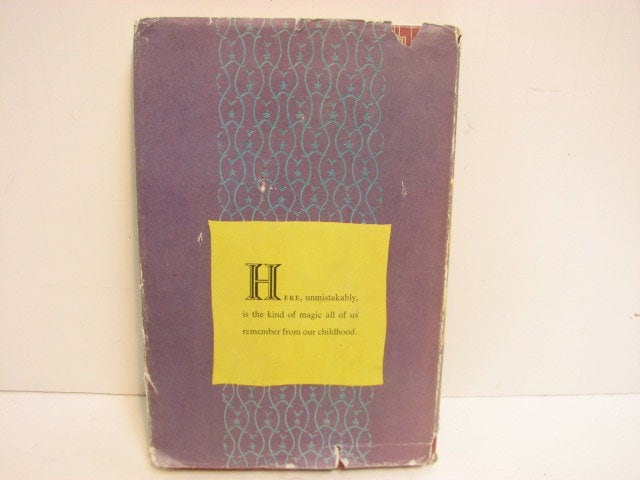 HERE, unmistakably,
is the kind of magic all of us
remember from our childhood.